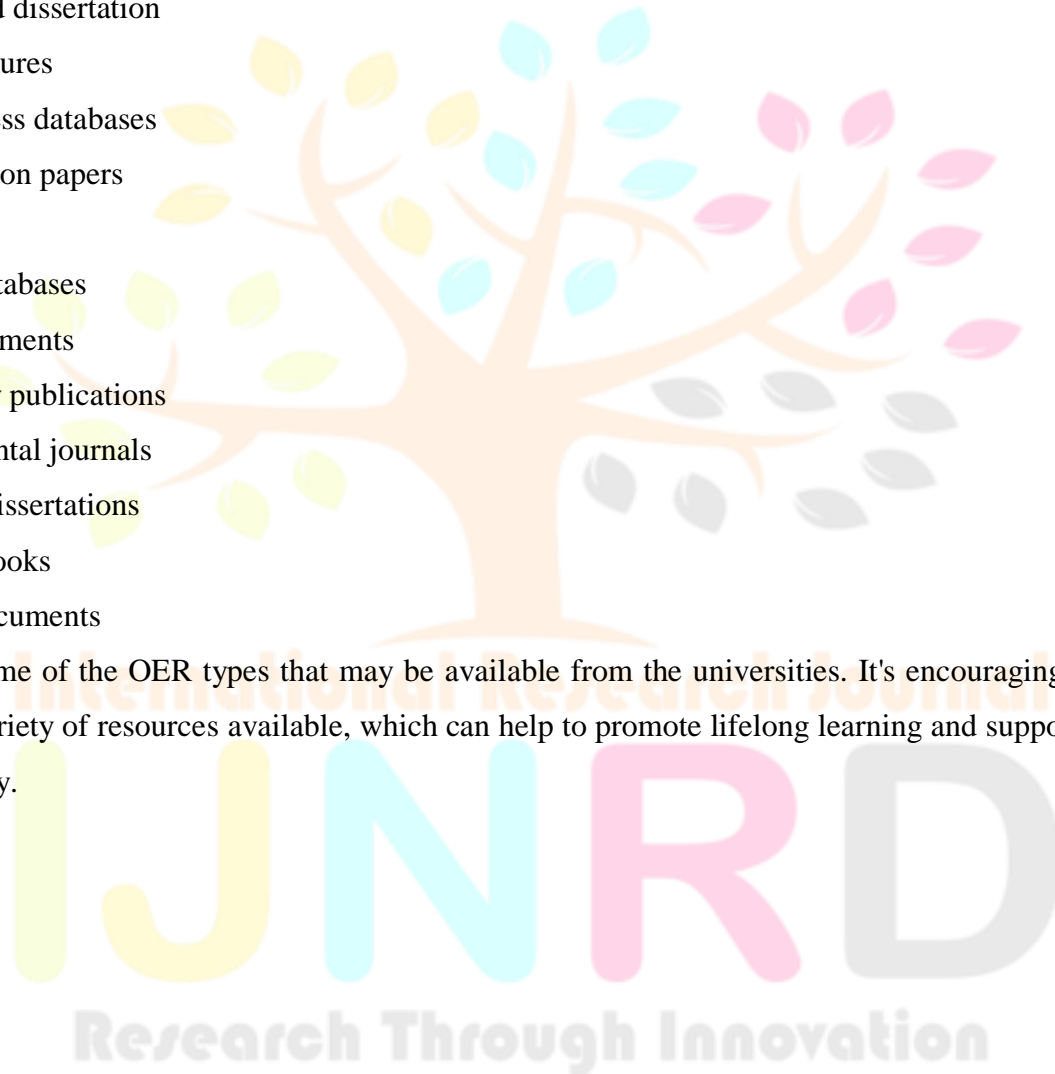 d dissertation
ures
ss databases
on papers
tabases
ments
r publications
ntal journals
issertations
ooks
cuments
me of the OER types that may be available from the universities. It's encouraging
International Research Journal
riety of resources available, which can help to promote lifelong learning and suppo
y.
IJNRD
Research Through Innovation